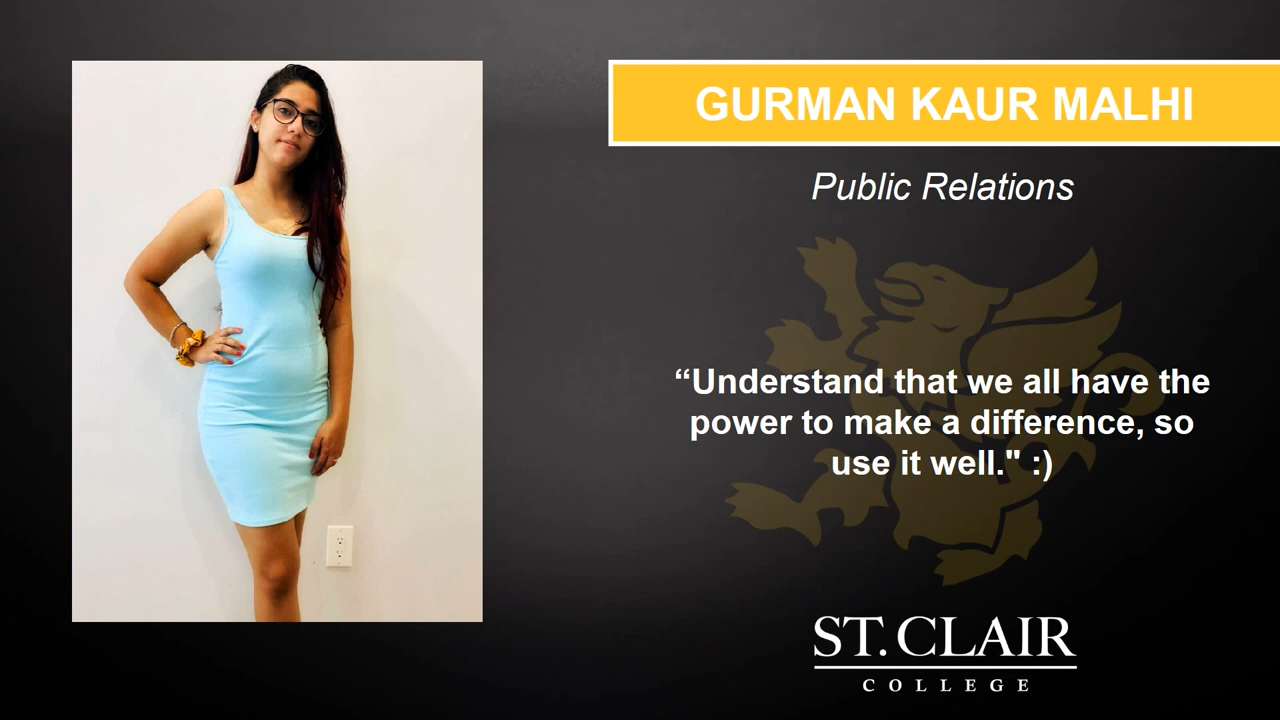 GURMAN KAUR MALHI
Public Relations
“Understand that we all have the
power to make a difference, so
use it well." :)
ST. CLAIR
COLLEGE